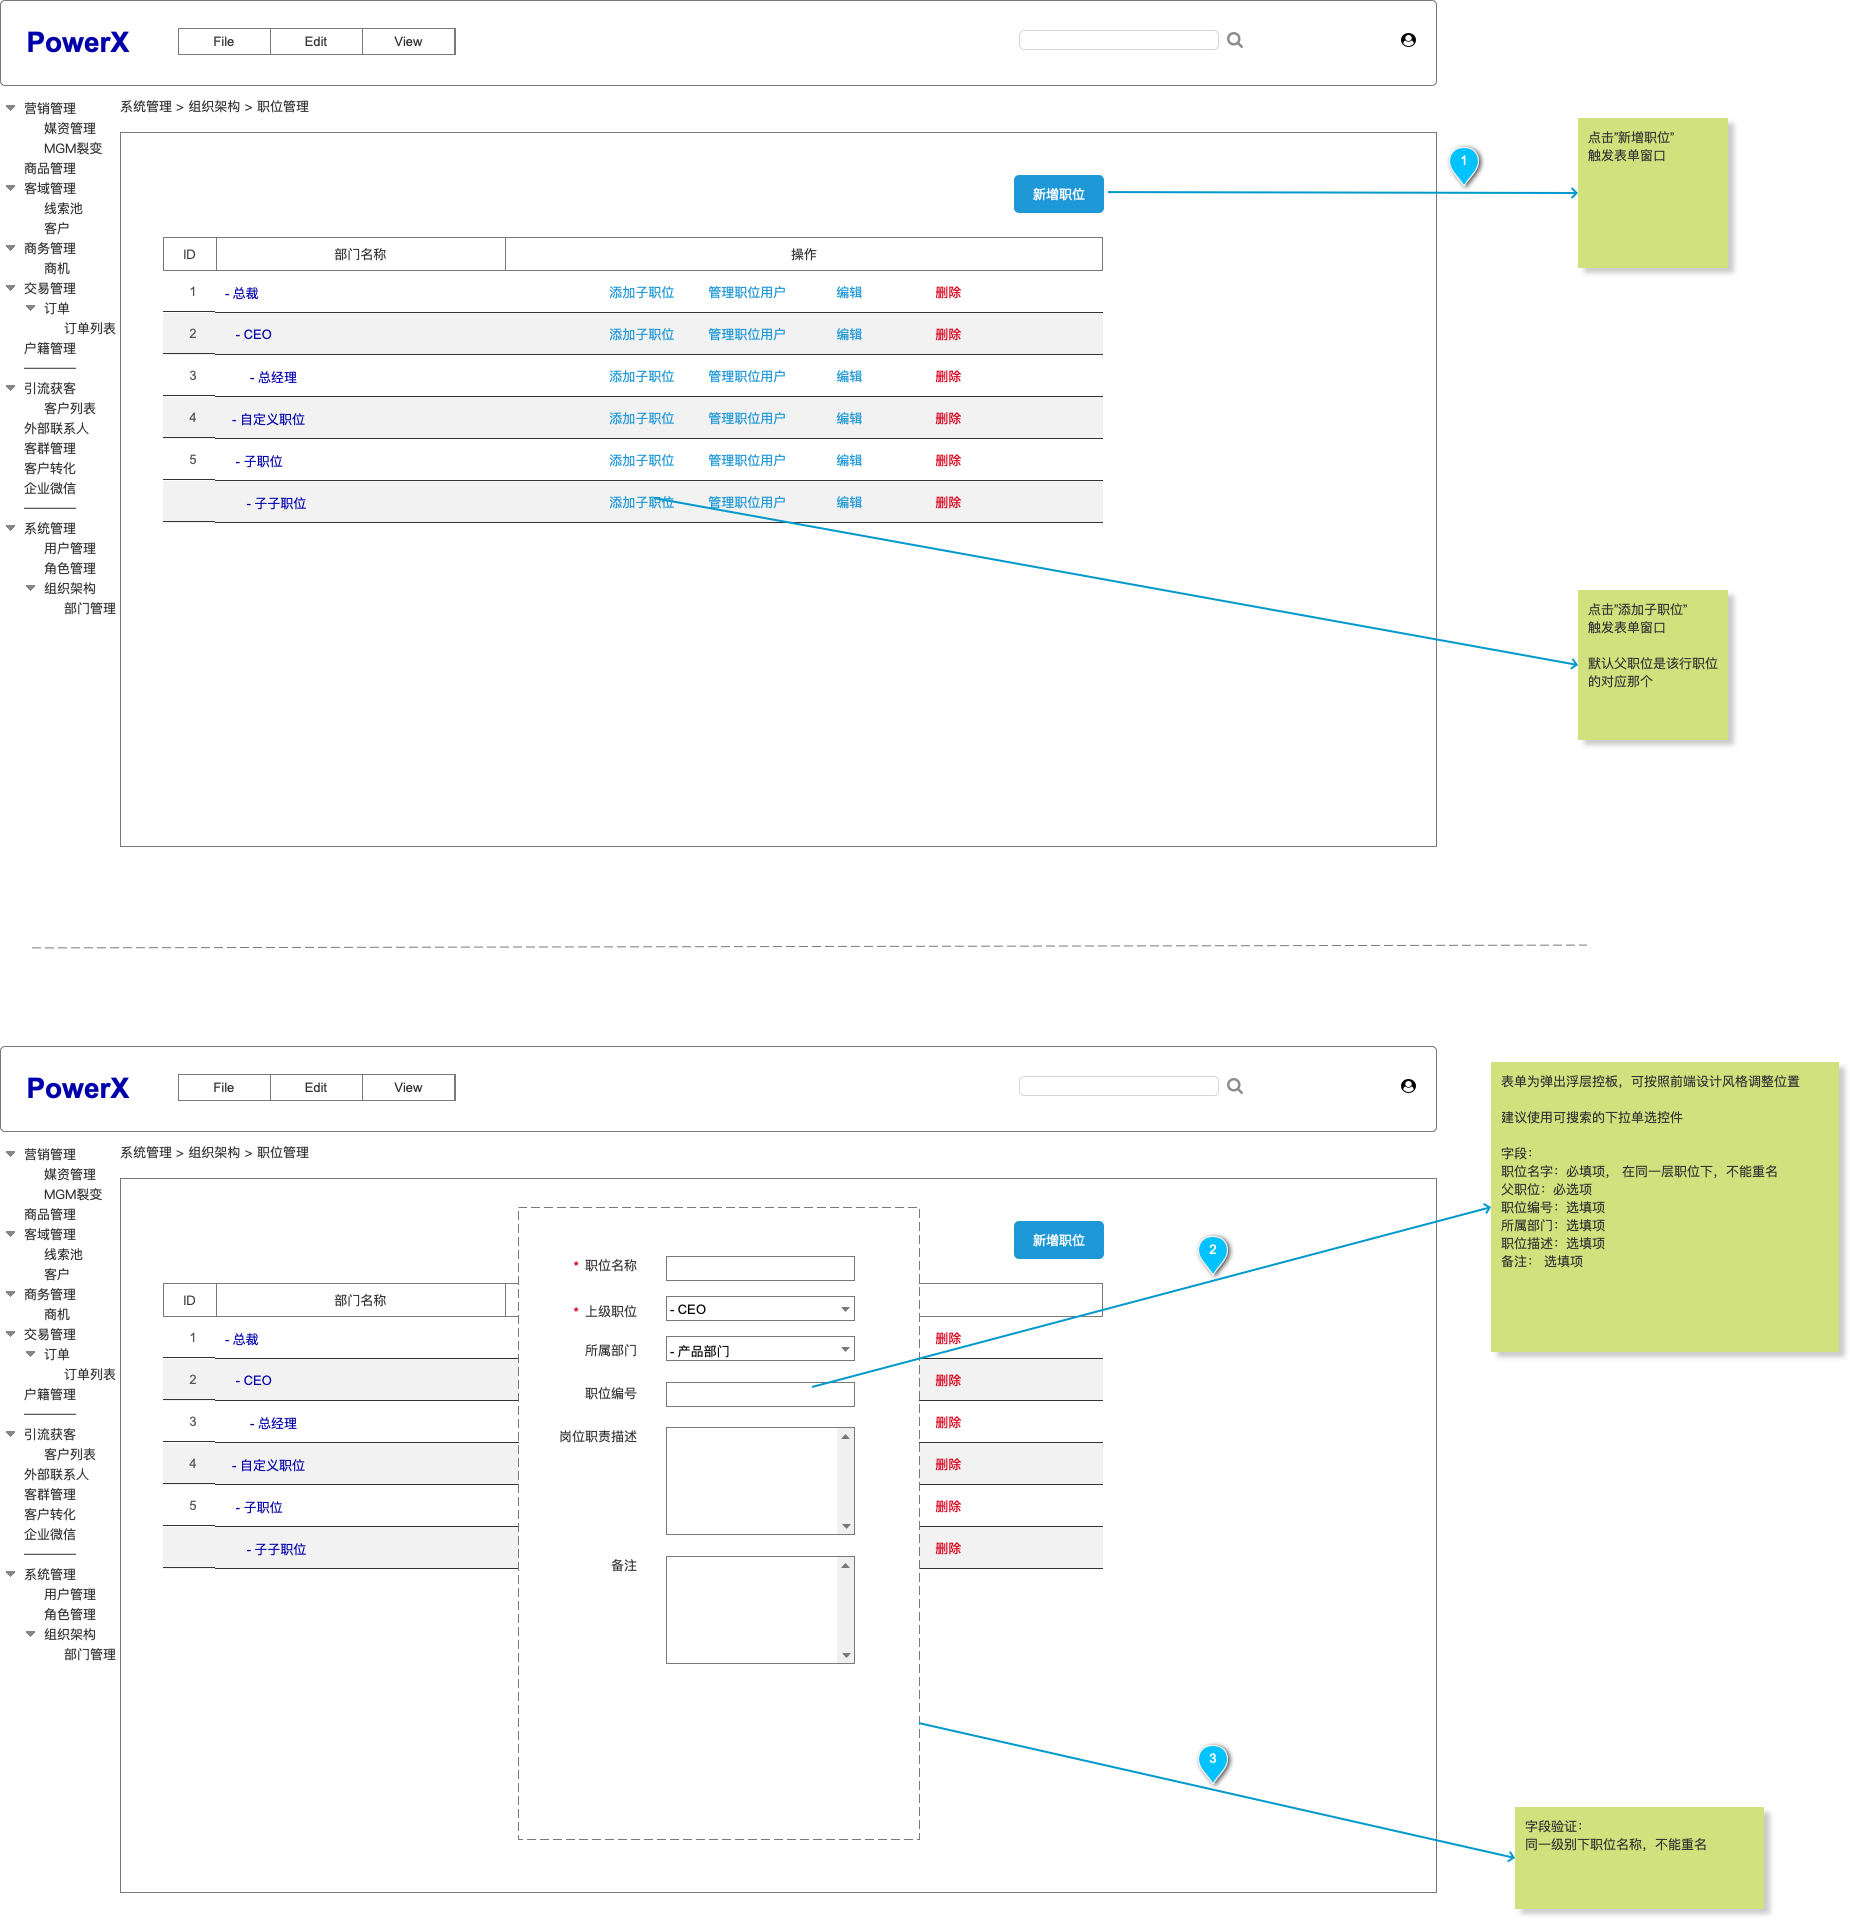 PowerX
File Edit View
营销管理
媒资管理
MGM裂变
商品管理
客域管理
线索池
客户
商务管理
商机
交易管理
订单
订单列表
户籍管理
引流获客
客户列表
外部联系人
客群管理
客户转化
企业微信
系统管理
用户管理
角色管理
组织架构
部门管理
系统管理 > 组织架构 > 职位管理
新增职位
ID 部门名称 操作
1 - 总裁 添加子职位 管理职位用户 编辑 删除
2 - CEO 添加子职位 管理职位用户 编辑 删除
3 - 总经理 添加子职位 管理职位用户 编辑 删除
4 - 自定义职位 添加子职位 管理职位用户 编辑 删除
5 - 子职位 添加子职位 管理职位用户 编辑 删除
- 子子职位 添加子职位 管理职位用户 编辑 删除
1
点击"新增职位"
触发表单窗口
点击"添加子职位"
触发表单窗口
默认父职位是该行职位
的对应那个
PowerX
File Edit View
营销管理
媒资管理
MGM裂变
商品管理
客域管理
线索池
客户
商务管理
商机
交易管理
订单
订单列表
户籍管理
引流获客
客户列表
外部联系人
客群管理
客户转化
企业微信
系统管理
用户管理
角色管理
组织架构
部门管理
系统管理 > 组织架构 > 职位管理
新增职位
ID 部门名称
1 - 总裁 删除
2 - CEO 删除
3 - 总经理 删除
4 - 自定义职位 删除
5 - 子职位 删除
- 子子职位 删除
* 职位名称
* 上级职位 - CEO
所属部门 - 产品部门
职位编号
岗位职责描述
备注
2
表单为弹出浮层控板，可按照前端设计风格调整位置
建议使用可搜索的下拉单选控件
字段：
职位名字：必填项， 在同一层职位下，不能重名
父职位：必选项
职位编号：选填项
所属部门：选填项
职位描述：选填项
备注： 选填项
3
字段验证：
同一级别下职位名称，不能重名